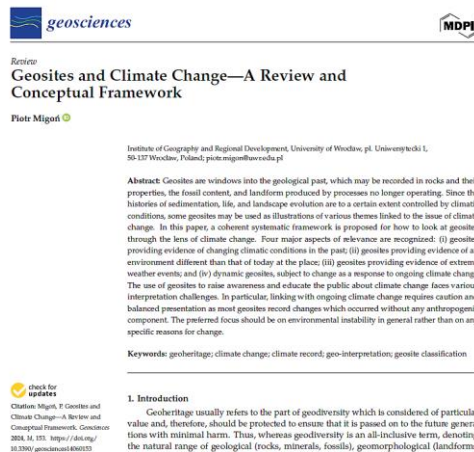 geosciences
MDPI
Review
Geosites and Climate Change—A Review and
Conceptual Framework
Piotr Migoń
Institute of Geography and Regional Development, University of Wrocław, pl. Uniwersytecki 1,
50-137 Wrocław, Poland; piotr.migon@uwr.edu.pl
Abstract: Geosites are windows into the geological past, which may be recorded in rocks and thei
properties, the fossil content, and landform produced by processes no longer operating. Since th
histories of sedimentation, life, and landscape evolution are to a certain extent controlled by climati
conditions, some geosites may be used as illustrations of various themes linked to the issue of climat
change. In this paper, a coherent systematic framework is proposed for how to look at geosite
through the lens of climate change. Four major aspects of relevance are recognized: (i) geosite
providing evidence of changing climatic conditions in the past; (ii) geosites providing evidence of a
environment different than that of today at the place; (iii) geosites providing evidence of extrem
weather events; and (iv) dynamic geosites, subject to change as a response to ongoing climate chang
The use of geosites to raise awareness and educate the public about climate change faces variou
interpretation challenges. In particular, linking with ongoing climate change requires caution and
balanced presentation as most geosites record changes which occurred without any anthropogeni
component. The preferred focus should be on environmental instability in general rather than on an
specific reasons for change.
Keywords: geoheritage; climate change; climate record; geo-interpretation; geosite classification
check for
updates
Citation: Migoń, P. Geosites and
Climate Change—A Review and
Conceptual Framework. Geosciences
2024, 14, 153. https://doi.org/
10.3390/geosciences14060153
1. Introduction
Geoheritage usually refers to the part of geodiversity which is considered of particula
value and, therefore, should be protected to ensure that it is passed on to the future genera
tions with minimal harm. Thus, whereas geodiversity is an all-inclusive term, denoting
the natural range of geological (rocks, minerals, fossils), geomorphological (landforms